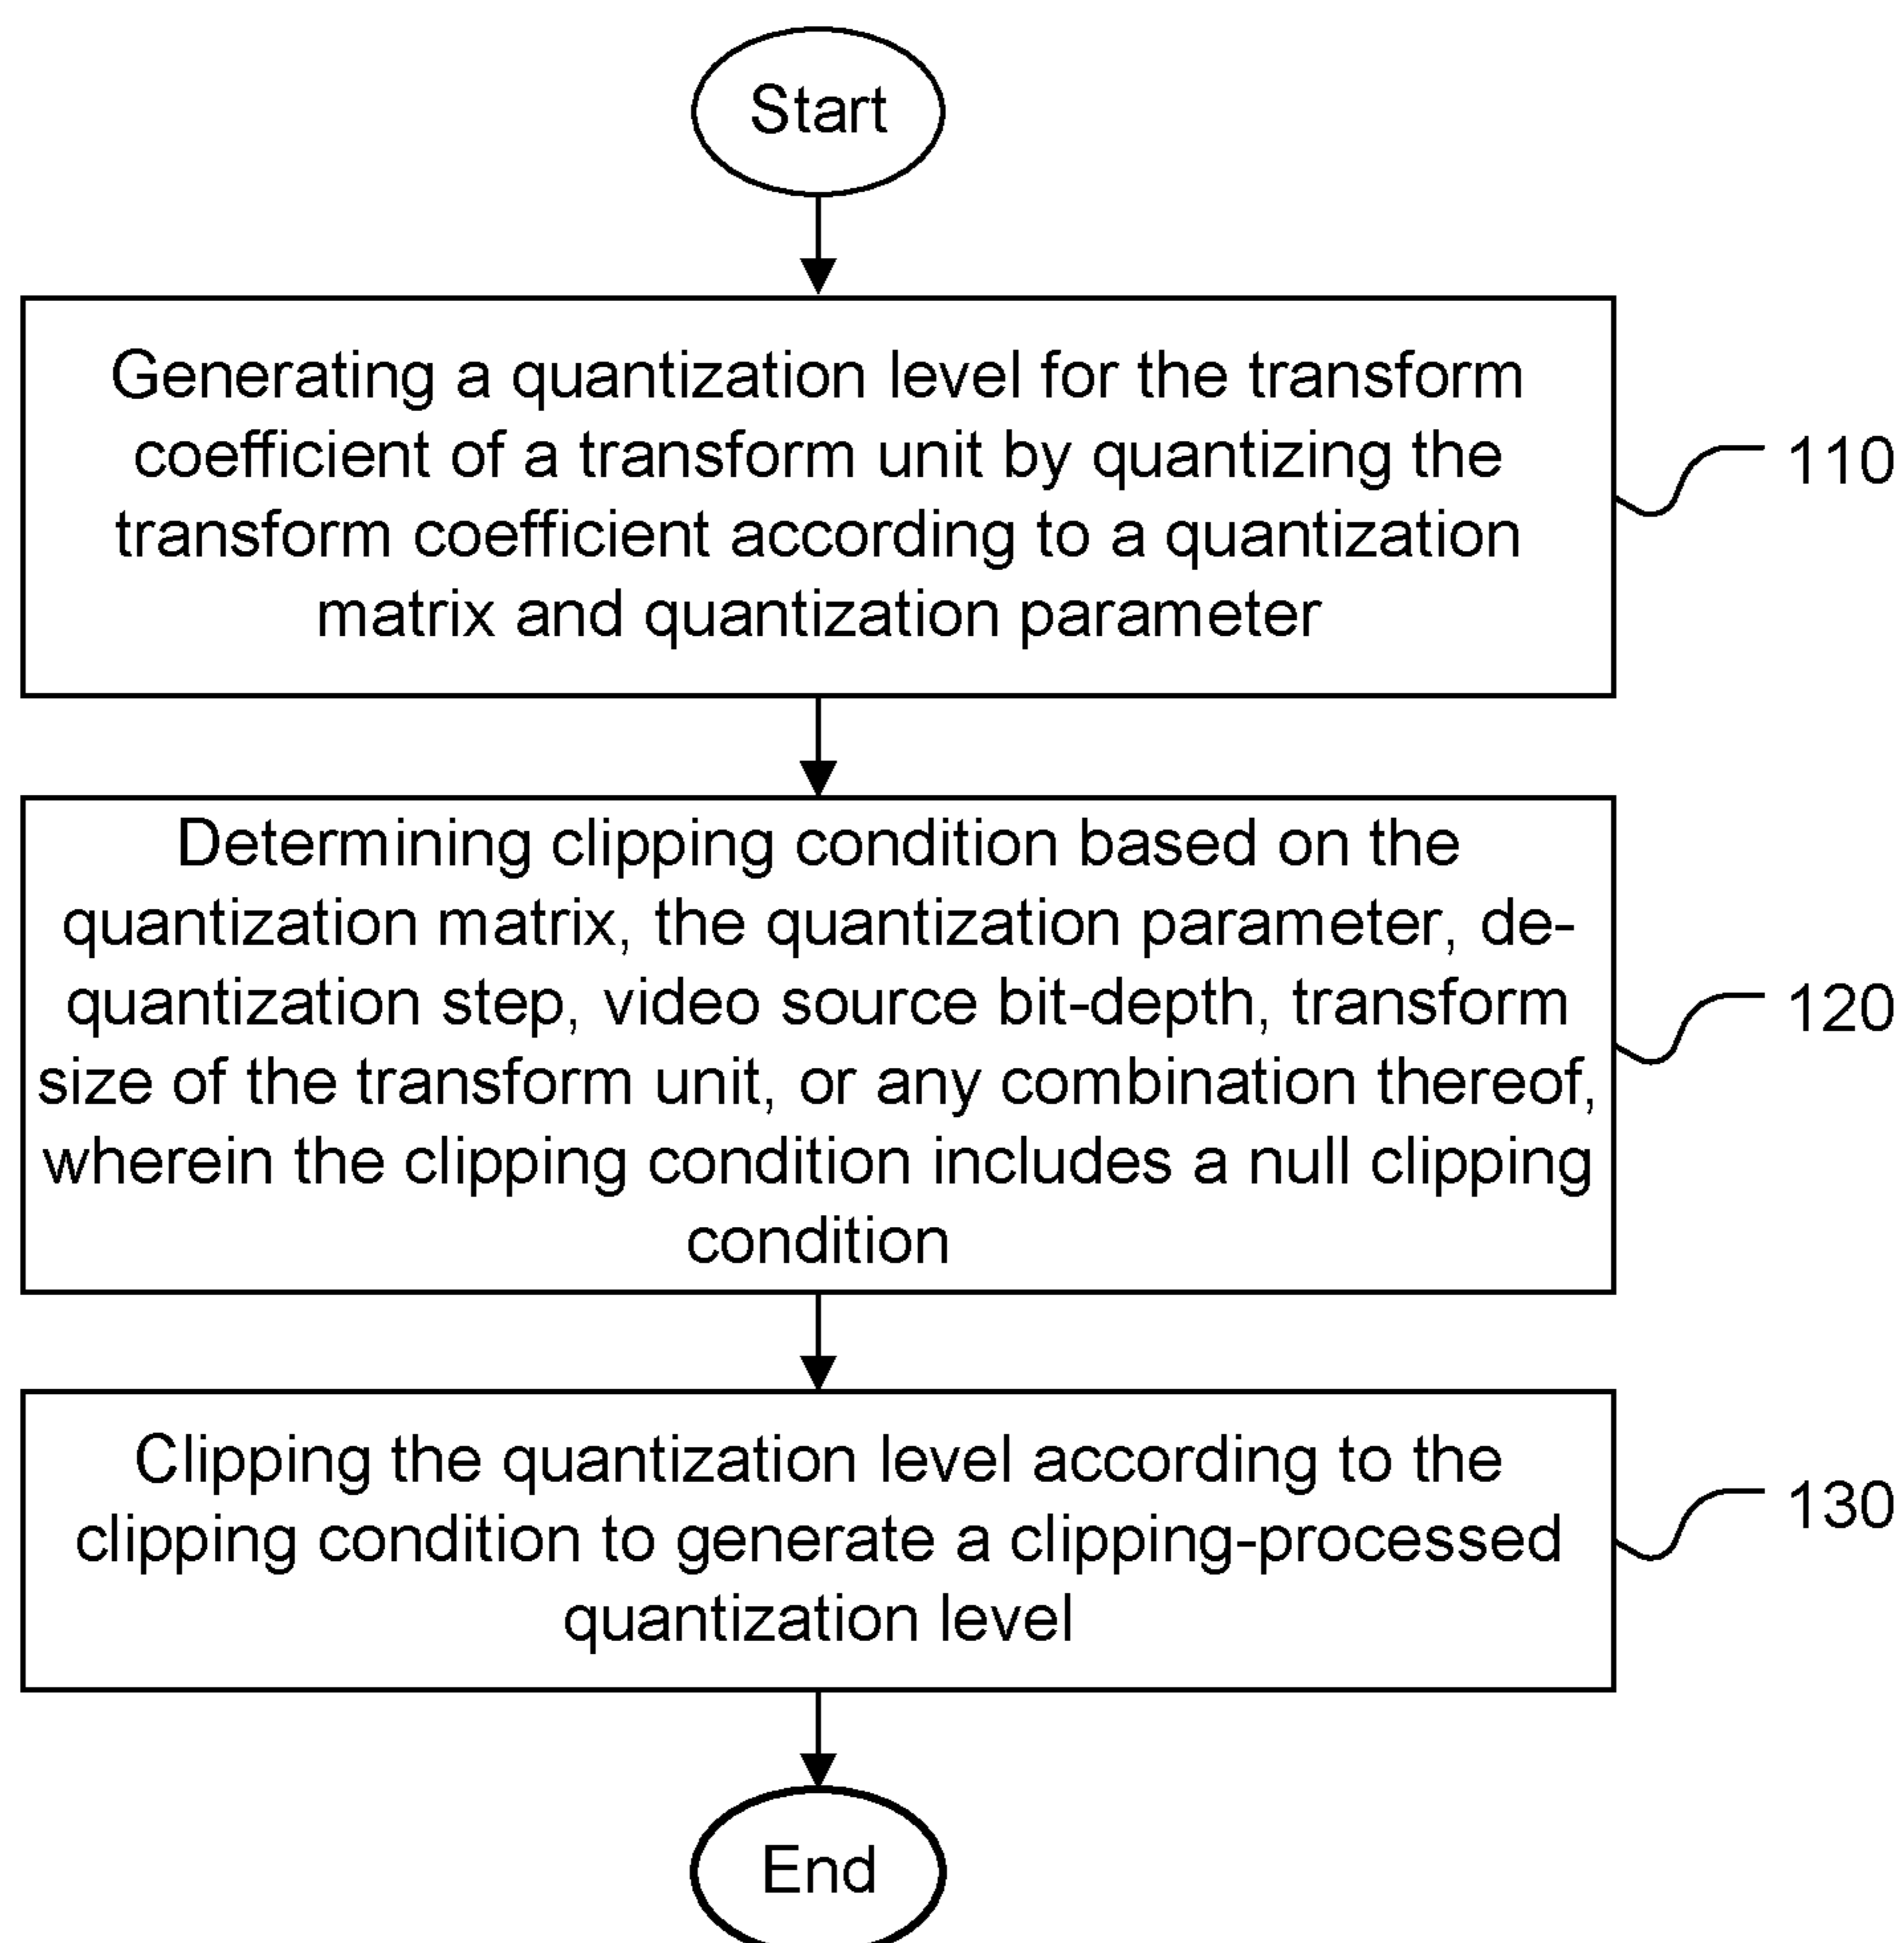 Start
Generating a quantization level for the transform
coefficient of a transform unit by quantizing the
transform coefficient according to a quantization
matrix and quantization parameter
110
Determining clipping condition based on the
quantization matrix, the quantization parameter, de-
quantization step, video source bit-depth, transform
size of the transform unit, or any combination thereof,
wherein the clipping condition includes a null clipping
condition
120
Clipping the quantization level according to the
clipping condition to generate a clipping-processed
quantization level
130
End